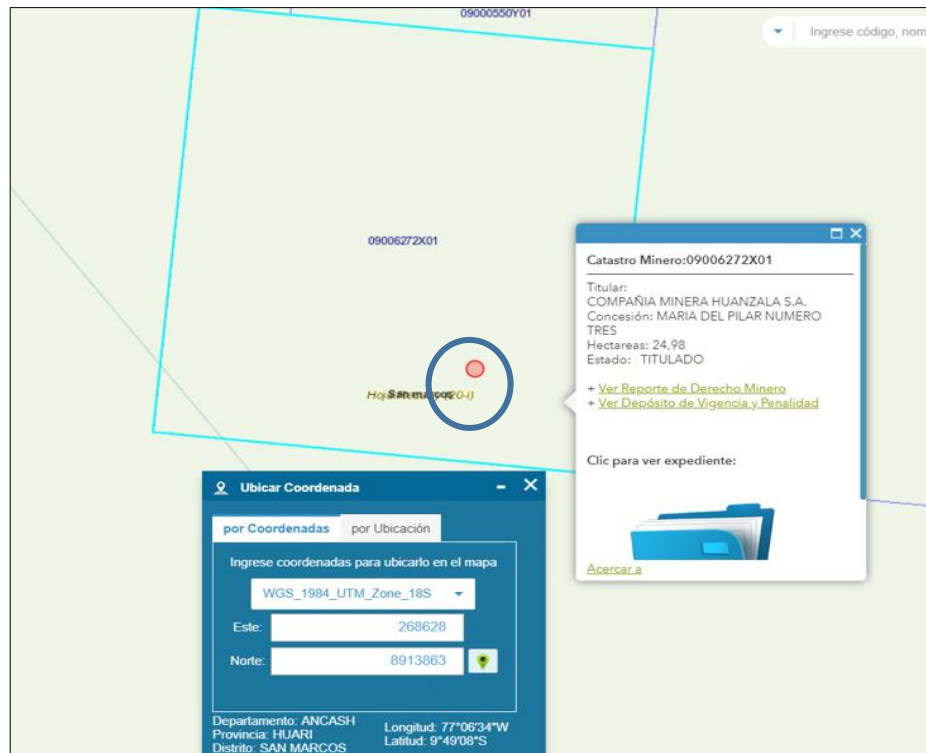 09000550Y01
Ingrese código, nom
09006272X01
San marcos
20-i)
Catastro Minero:09006272X01
Titular:
COMPAÑIA MINERA HUANZALA S.A.
Concesión: MARIA DEL PILAR NUMERO
TRES
Hectareas: 24,98
Estado: TITULADO
+ Ver Reporte de Derecho Minero
+ Ver Depósito de Vigencia y Penalidad
Clic para ver expediente:
Acercar a
Ubicar Coordenada
por Coordenadas por Ubicación
Ingrese coordenadas para ubicarlo en el mapa
WGS_1984_UTM_Zone_18S
Este: 268628
Norte: 8913863
Departamento: ANCASH
Provincia: HUARI
Distrito: SAN MARCOS
Longitud: 77°06'34"W
Latitud: 9°49'08"S